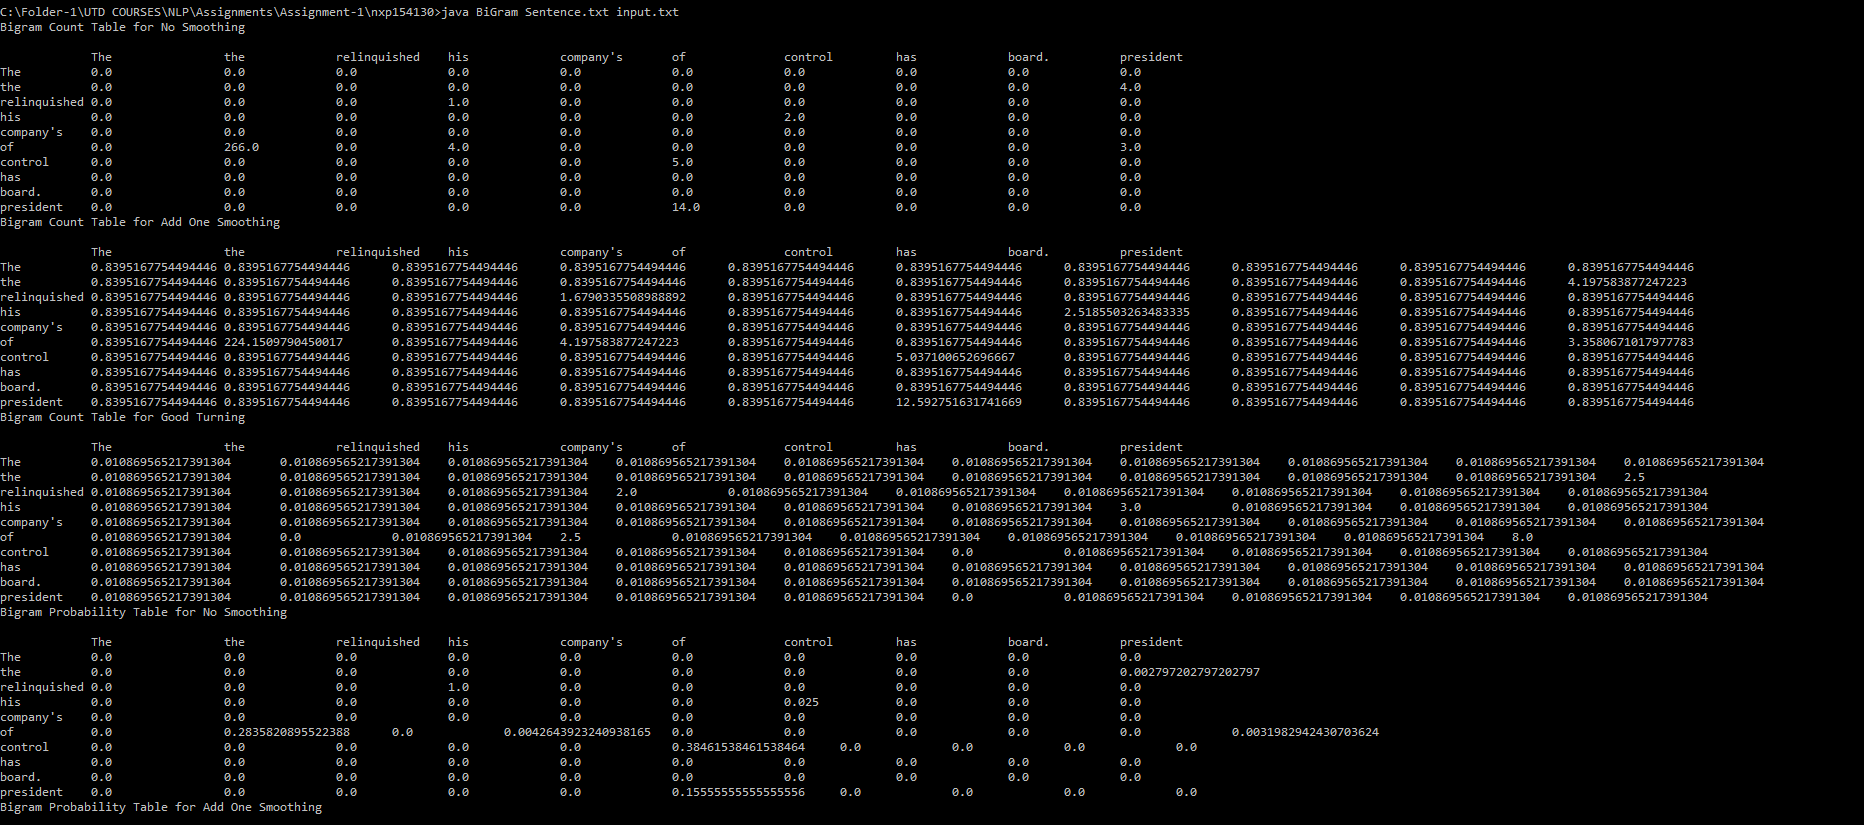 C:\Folder-1\UTD COURSES\NLP\Assignments\Assignment-1\nxp154130>java BiGram Sentence.txt input.txt
Bigram Count Table for No Smoothing
The the relinquished his company's of control has board. president
The 0.0 0.0 0.0 0.0 0.0 0.0 0.0 0.0 0.0 0.0
the 0.0 0.0 0.0 0.0 0.0 0.0 0.0 0.0 0.0 4.0
relinquished 0.0 0.0 0.0 1.0 0.0 0.0 0.0 0.0 0.0 0.0
his 0.0 0.0 0.0 0.0 0.0 0.0 2.0 0.0 0.0 0.0
company's 0.0 0.0 0.0 0.0 0.0 0.0 0.0 0.0 0.0 0.0
of 0.0 266.0 0.0 4.0 0.0 0.0 0.0 0.0 0.0 3.0
control 0.0 0.0 0.0 0.0 0.0 5.0 0.0 0.0 0.0 0.0
has 0.0 0.0 0.0 0.0 0.0 0.0 0.0 0.0 0.0 0.0
board. 0.0 0.0 0.0 0.0 0.0 0.0 0.0 0.0 0.0 0.0
president 0.0 0.0 0.0 0.0 0.0 14.0 0.0 0.0 0.0 0.0
Bigram Count Table for Add One Smoothing
The the relinquished his company's of control has board. president
The 0.8395167754494446 0.8395167754494446 0.8395167754494446 0.8395167754494446 0.8395167754494446 0.8395167754494446 0.8395167754494446 0.8395167754494446 0.8395167754494446 0.8395167754494446
the 0.8395167754494446 0.8395167754494446 0.8395167754494446 0.8395167754494446 0.8395167754494446 0.8395167754494446 0.8395167754494446 0.8395167754494446 0.8395167754494446 4.197583877247223
relinquished 0.8395167754494446 0.8395167754494446 0.8395167754494446 1.6790335508988892 0.8395167754494446 0.8395167754494446 0.8395167754494446 0.8395167754494446 0.8395167754494446 0.8395167754494446
his 0.8395167754494446 0.8395167754494446 0.8395167754494446 0.8395167754494446 0.8395167754494446 0.8395167754494446 2.5185503263483335 0.8395167754494446 0.8395167754494446 0.8395167754494446
company's 0.8395167754494446 0.8395167754494446 0.8395167754494446 0.8395167754494446 0.8395167754494446 0.8395167754494446 0.8395167754494446 0.8395167754494446 0.8395167754494446 0.8395167754494446
of 0.8395167754494446 224.1509790450017 0.8395167754494446 4.197583877247223 0.8395167754494446 0.8395167754494446 0.8395167754494446 0.8395167754494446 0.8395167754494446 3.3580671017977783
control 0.8395167754494446 0.8395167754494446 0.8395167754494446 0.8395167754494446 0.8395167754494446 5.037100652696667 0.8395167754494446 0.8395167754494446 0.8395167754494446 0.8395167754494446
has 0.8395167754494446 0.8395167754494446 0.8395167754494446 0.8395167754494446 0.8395167754494446 0.8395167754494446 0.8395167754494446 0.8395167754494446 0.8395167754494446 0.8395167754494446
board. 0.8395167754494446 0.8395167754494446 0.8395167754494446 0.8395167754494446 0.8395167754494446 0.8395167754494446 0.8395167754494446 0.8395167754494446 0.8395167754494446 0.8395167754494446
president 0.8395167754494446 0.8395167754494446 0.8395167754494446 0.8395167754494446 0.8395167754494446 12.592751631741669 0.8395167754494446 0.8395167754494446 0.8395167754494446 0.8395167754494446
Bigram Count Table for Good Turning
The the relinquished his company's of control has board. president
The 0.010869565217391304 0.010869565217391304 0.010869565217391304 0.010869565217391304 0.010869565217391304 0.010869565217391304 0.010869565217391304 0.010869565217391304 0.010869565217391304 0.010869565217391304
the 0.010869565217391304 0.010869565217391304 0.010869565217391304 0.010869565217391304 0.010869565217391304 0.010869565217391304 0.010869565217391304 0.010869565217391304 0.010869565217391304 2.5
relinquished 0.010869565217391304 0.010869565217391304 0.010869565217391304 2.0 0.010869565217391304 0.010869565217391304 0.010869565217391304 0.010869565217391304 0.010869565217391304 0.010869565217391304
his 0.010869565217391304 0.010869565217391304 0.010869565217391304 0.010869565217391304 0.010869565217391304 0.010869565217391304 3.0 0.010869565217391304 0.010869565217391304 0.010869565217391304
company's 0.010869565217391304 0.010869565217391304 0.010869565217391304 0.010869565217391304 0.010869565217391304 0.010869565217391304 0.010869565217391304 0.010869565217391304 0.010869565217391304 0.010869565217391304
of 0.010869565217391304 0.0 0.010869565217391304 2.5 0.010869565217391304 0.010869565217391304 0.010869565217391304 0.010869565217391304 0.010869565217391304 8.0
control 0.010869565217391304 0.010869565217391304 0.010869565217391304 0.010869565217391304 0.010869565217391304 0.0 0.010869565217391304 0.010869565217391304 0.010869565217391304 0.010869565217391304
has 0.010869565217391304 0.010869565217391304 0.010869565217391304 0.010869565217391304 0.010869565217391304 0.010869565217391304 0.010869565217391304 0.010869565217391304 0.010869565217391304 0.010869565217391304
board. 0.010869565217391304 0.010869565217391304 0.010869565217391304 0.010869565217391304 0.010869565217391304 0.010869565217391304 0.010869565217391304 0.010869565217391304 0.010869565217391304 0.010869565217391304
president 0.010869565217391304 0.010869565217391304 0.010869565217391304 0.010869565217391304 0.010869565217391304 0.0 0.010869565217391304 0.010869565217391304 0.010869565217391304 0.010869565217391304
Bigram Probability Table for No Smoothing
The the relinquished his company's of control has board. president
The 0.0 0.0 0.0 0.0 0.0 0.0 0.0 0.0 0.0 0.0
the 0.0 0.0 0.0 0.0 0.0 0.0 0.0 0.0 0.0 0.002797202797202797
relinquished 0.0 0.0 0.0 1.0 0.0 0.0 0.0 0.0 0.0 0.0
his 0.0 0.0 0.0 0.0 0.0 0.0 0.025 0.0 0.0 0.0
company's 0.0 0.0 0.0 0.0 0.0 0.0 0.0 0.0 0.0 0.0
of 0.0 0.2835820895522388 0.0 0.0042643923240938165 0.0 0.0 0.0 0.0 0.0 0.0031982942430703624
control 0.0 0.0 0.0 0.0 0.0 0.38461538461538464 0.0 0.0 0.0 0.0
has 0.0 0.0 0.0 0.0 0.0 0.0 0.0 0.0 0.0 0.0
board. 0.0 0.0 0.0 0.0 0.0 0.0 0.0 0.0 0.0 0.0
president 0.0 0.0 0.0 0.0 0.0 0.15555555555555556 0.0 0.0 0.0 0.0
Bigram Probability Table for Add One Smoothing